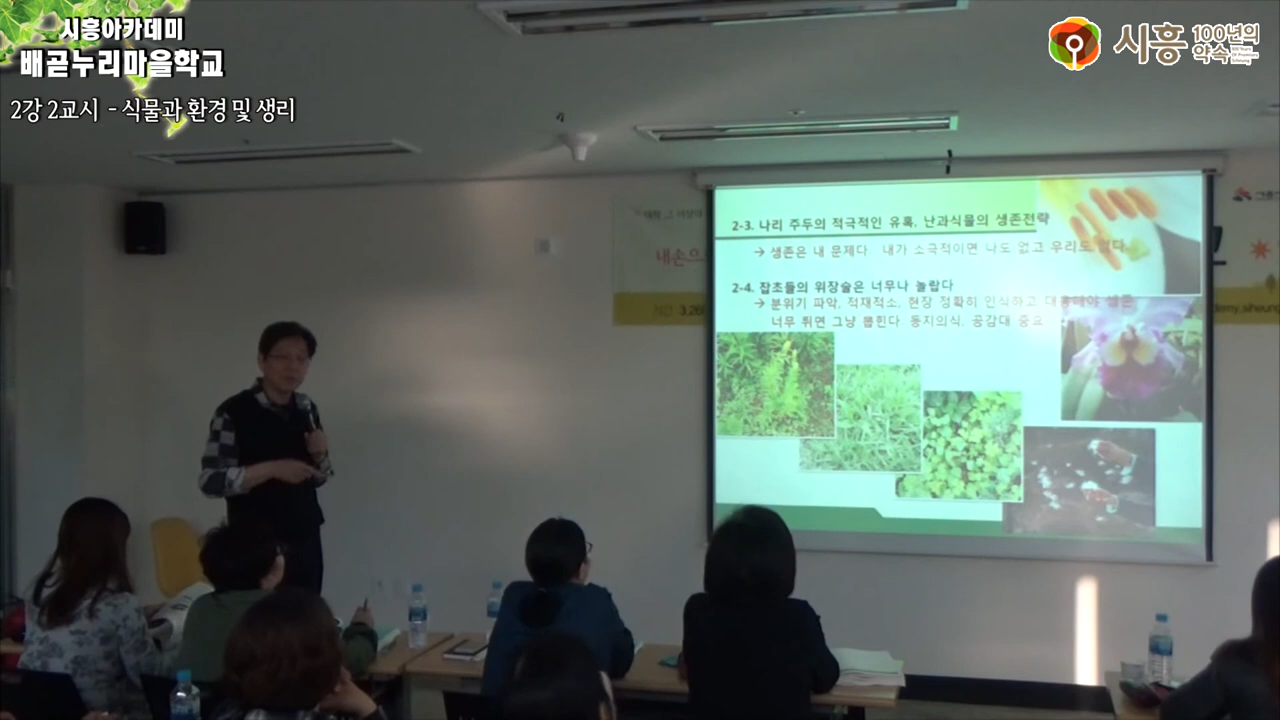 시흥아카데미
배곧누리마을학교
2강 2교시 - 식물과 환경 및 생리
시흥 100년의
약속
2-3. 나리 주두의 적극적인 유혹, 난과식물의 생존전략
→ 생존은 내 문제다 내가 소극적이면 나도 없고 우리도 없다
2-4. 잡초들의 위장술은 너무나 놀랍다
→ 분위기 파악, 적재적소, 현장 정확히 인식하고 대응해야 생존
너무 튀면 그냥 뽑힌다 동지의식, 공감대 중요
내손으
기간 3.26